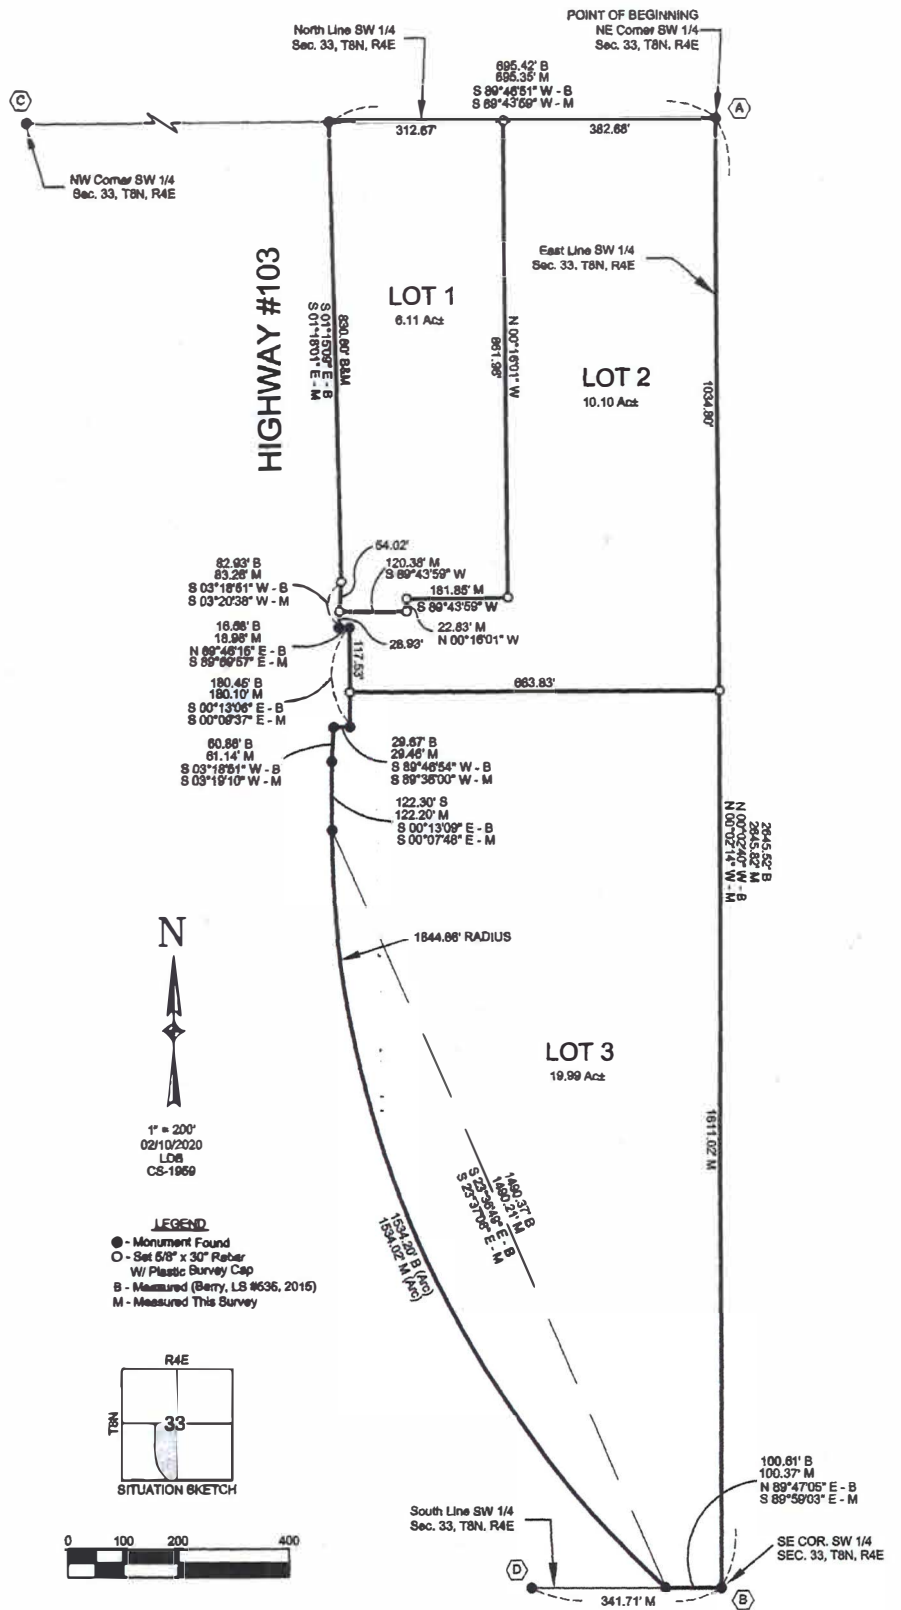 POINT OF BEGINNING
NE Corner SW 1/4
Sec. 33, T8N, R4E
North Line SW 1/4
Sec. 33, T8N, R4E
695.42' B
695.35' M
S 89°46'51" W - B
S 89°43'59" W - M
C
A
312.67'
382.68'
NW Corner SW 1/4
Sec. 33, T8N, R4E
East Line SW 1/4
Sec. 33, T8N, R4E
HIGHWAY #103
830.60' B&M
S 01°15'09" E - B
S 01°18'01" E - M
LOT 1
6.11 Ac±
N 00°16'01" W
861.96'
LOT 2
10.10 Ac±
1034.80'
54.02'
82.93' B
83.26' M
S 03°18'51" W - B
S 03°20'38" W - M
120.38' M
S 89°43'59" W
181.85' M
S 89°43'59" W
22.83' M
N 00°16'01" W
28.93'
18.98' M
S 89°59'57" E - M
117.53'
663.83'
180.45' B
180.10' M
S 00°13'06" E - B
S 00°09'37" E - M
60.86' B
61.14' M
S 03°18'51" W - B
S 03°19'10" W - M
29.67' B
29.46' M
S 89°46'54" W - B
S 89°36'00" W - M
122.30' S
122.20' M
S 00°13'09" E - B
S 00°07'48" E - M
2645.52' B
2645.82' M
N 00°02'40" W - B
N 00°02'14" W - M
N
1844.86' RADIUS
LOT 3
19.99 Ac±
1" = 200'
02/10/2020
LDB
CS-1959
1611.02' M
1490.37' B
1490.21' M
S 23°36'49" E - B
S 23°37'06" E - M
1534.20' B (Arc)
1534.02' M (Arc)
LEGEND
- Monument Found
- Set 5/8" x 30" Rebar
W/ Plastic Survey Cap
B - Measured (Berry, LS #636, 2015)
M - Measured This Survey
R4E
T8N
33
SITUATION SKETCH
100.61' B
100.37' M
N 89°47'05" E - B
S 89°59'03" E - M
South Line SW 1/4
Sec. 33, T8N, R4E
SE COR. SW 1/4
SEC. 33, T8N, R4E
0 100 200 400
D
B
341.71' M